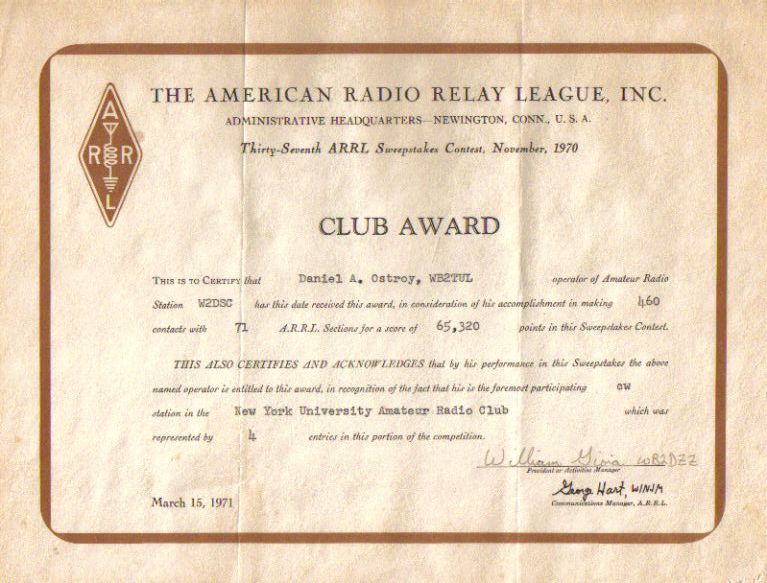 A
R R
L
THE AMERICAN RADIO RELAY LEAGUE, INC.
ADMINISTRATIVE HEADQUARTERS—NEWINGTON, CONN., U. S. A.
Thirty-Seventh ARRL Sweepstakes Contest, November, 1970
CLUB AWARD
THIS IS TO CERTIFY that Daniel A. Ostroy, WB2TUL operator of Amateur Radio
Station W2DSC has this date received this award, in consideration of his accomplishment in making 460
contacts with 71 A.R.R.L. Sections for a score of 65,320 points in this Sweepstakes Contest.
THIS ALSO CERTIFIES AND ACKNOWLEDGES that by his performance in this Sweepstakes the above
named operator is entitled to this award, in recognition of the fact that his is the foremost participating CW
station in the New York University Amateur Radio Club which was
represented by 4 entries in this portion of the competition.
William Gioia WB2DZZ
President or Activities Manager
March 15, 1971
George Hart, W1NJM
Communications Manager, A.R.R.L.